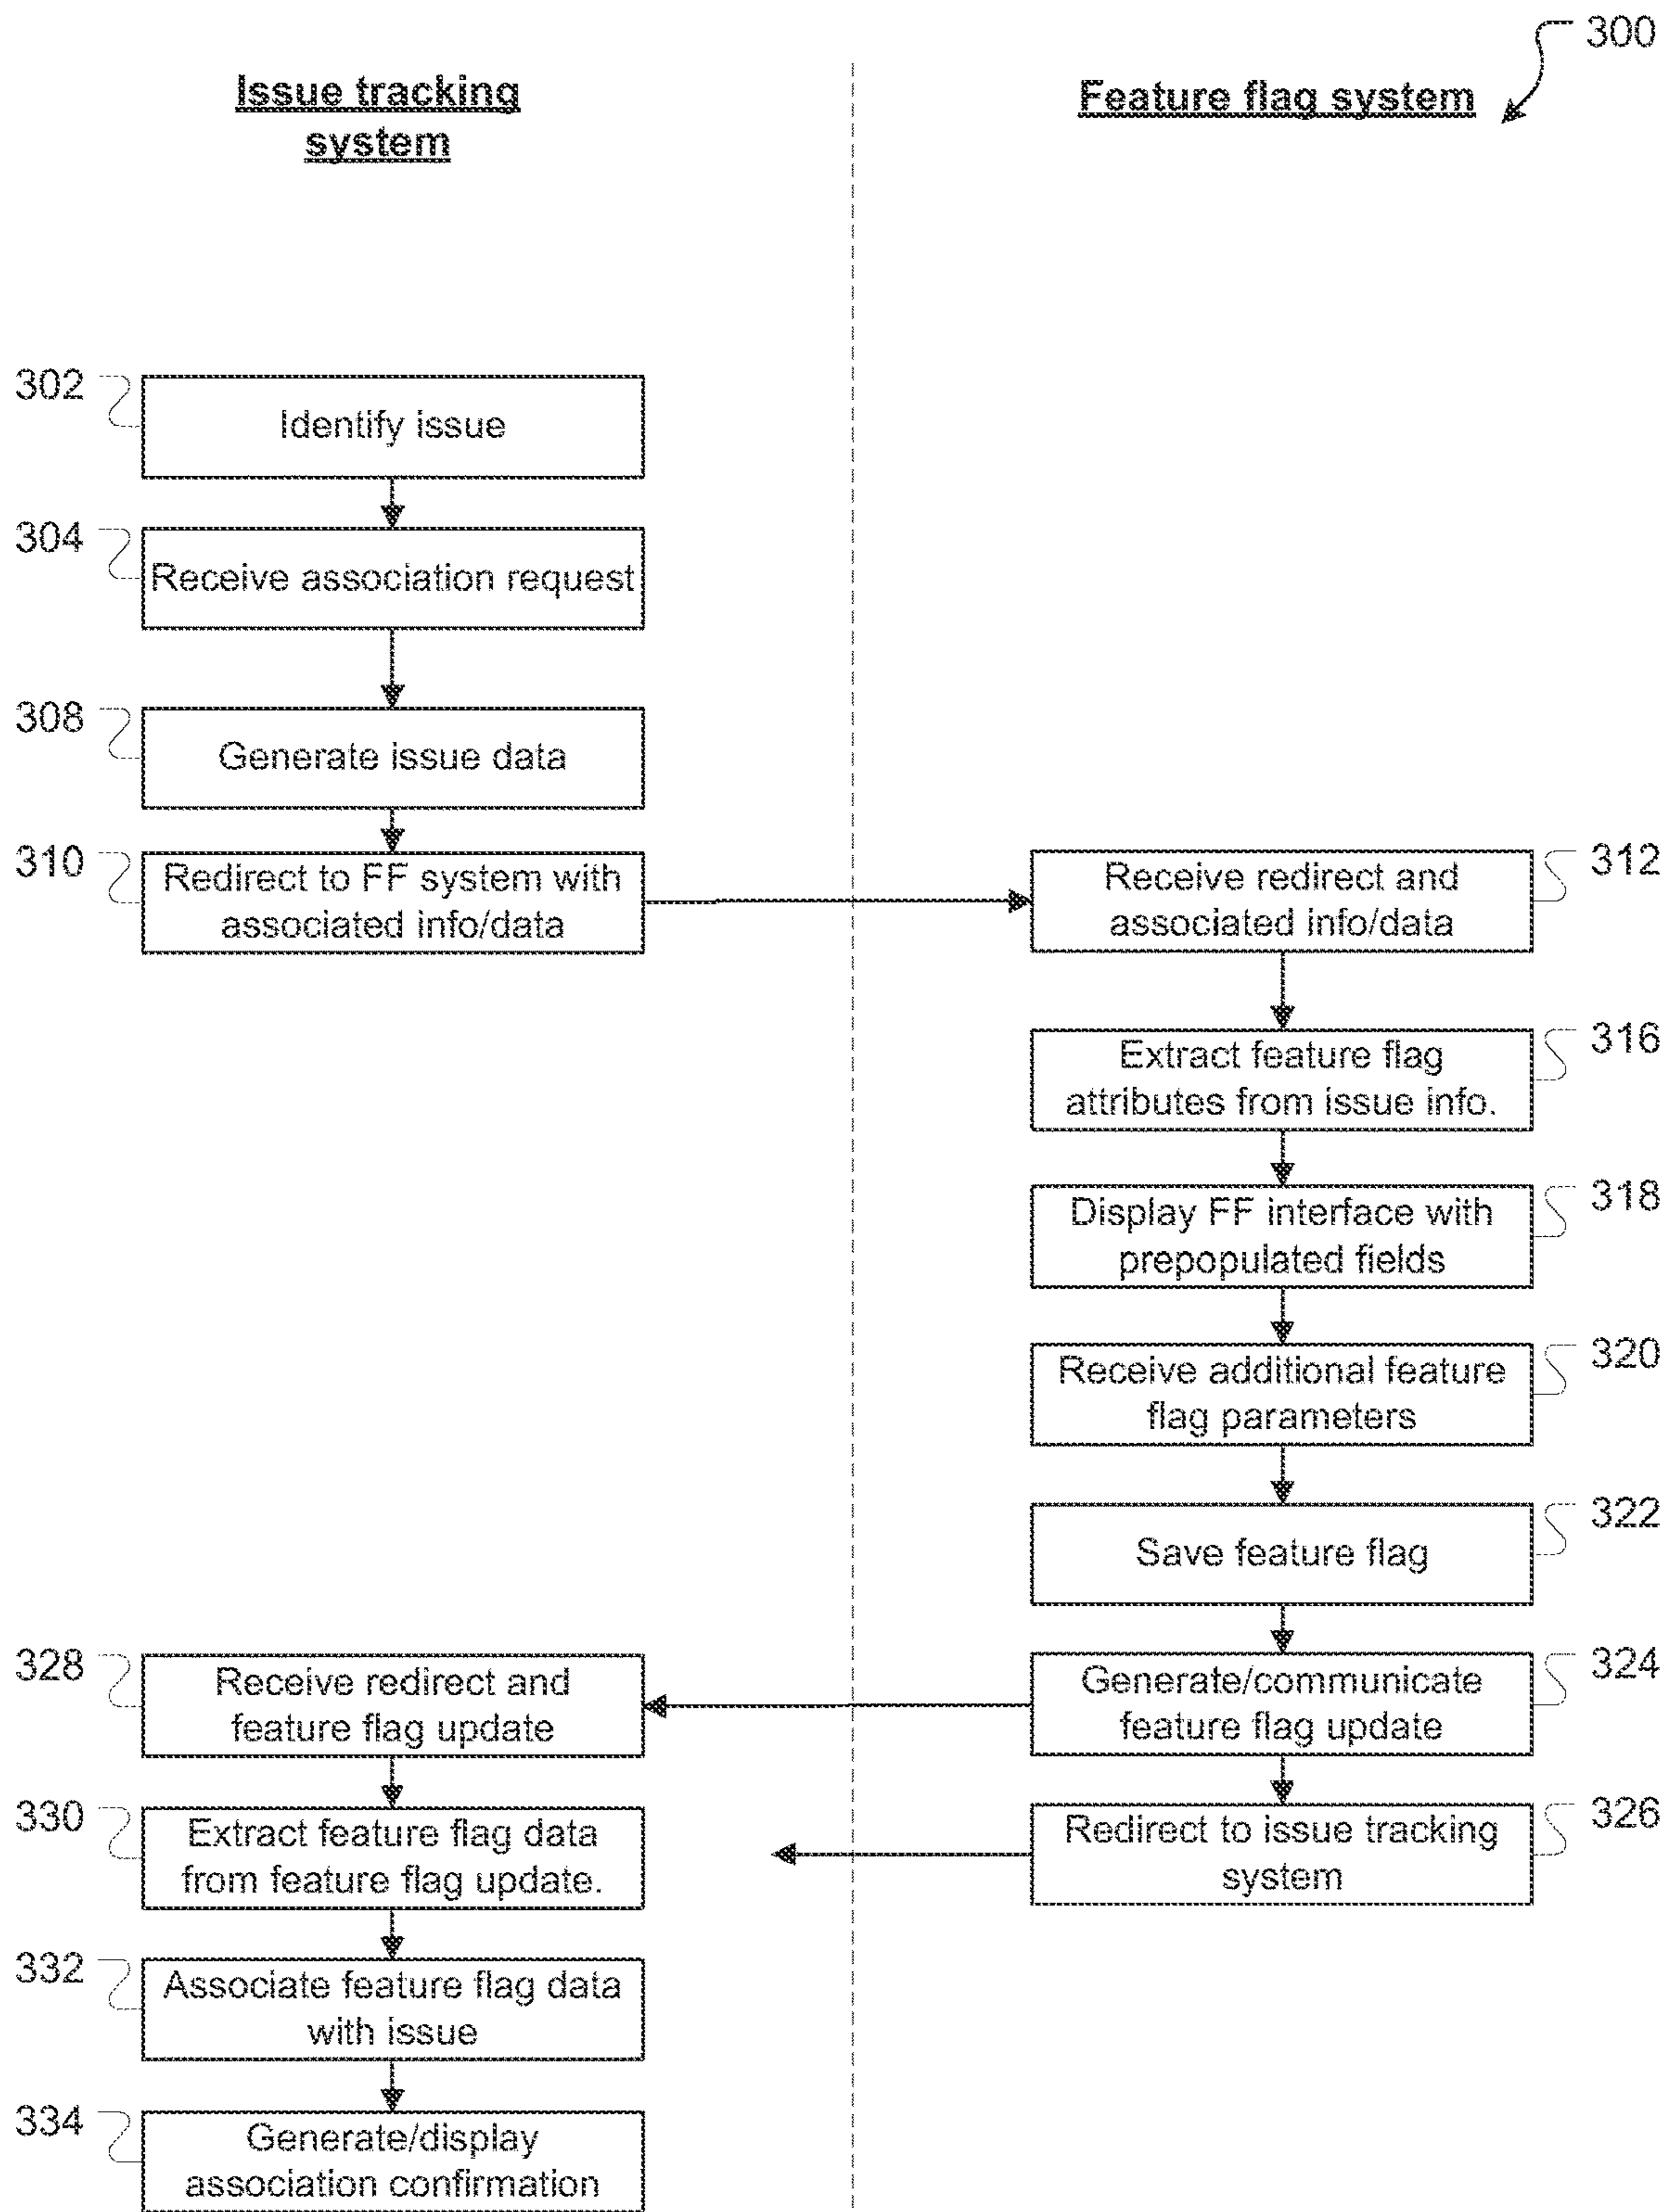 300
Issue tracking
system
Feature flag system
302
Identify issue
304
Receive association request
308
Generate issue data
310
Redirect to FF system with
associated info/data
312
Receive redirect and
associated info/data
316
Extract feature flag
attributes from issue info.
318
Display FF interface with
prepopulated fields
320
Receive additional feature
flag parameters
322
Save feature flag
324
Generate/communicate
feature flag update
326
Redirect to issue tracking
system
328
Receive redirect and
feature flag update
330
Extract feature flag data
from feature flag update.
332
Associate feature flag data
with issue
334
Generate/display
association confirmation